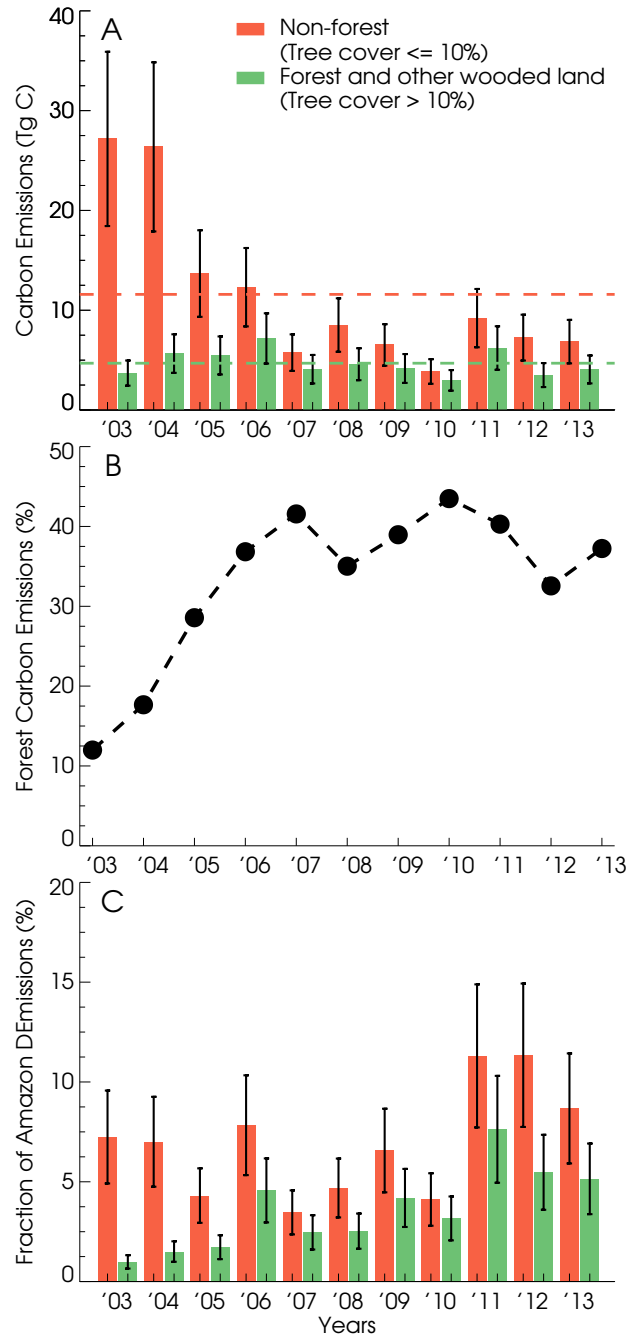 A
Non-forest
(Tree cover <= 10%)
Forest and other wooded land
(Tree cover > 10%)
Carbon Emissions (Tg C)
40
30
20
10
0
‘03 ‘04 ‘05 ‘06 ‘07 ‘08 ‘09 ‘10 ‘11 ‘12 ‘13
B
Forest Carbon Emissions (%)
50
40
30
20
10
0
‘03 ‘04 ‘05 ‘06 ‘07 ‘08 ‘09 ‘10 ‘11 ‘12 ‘13
C
Fraction of Amazon DEmissions (%)
20
15
10
5
0
‘03 ‘04 ‘05 ‘06 ‘07 ‘08 ‘09 ‘10 ‘11 ‘12 ‘13
Years